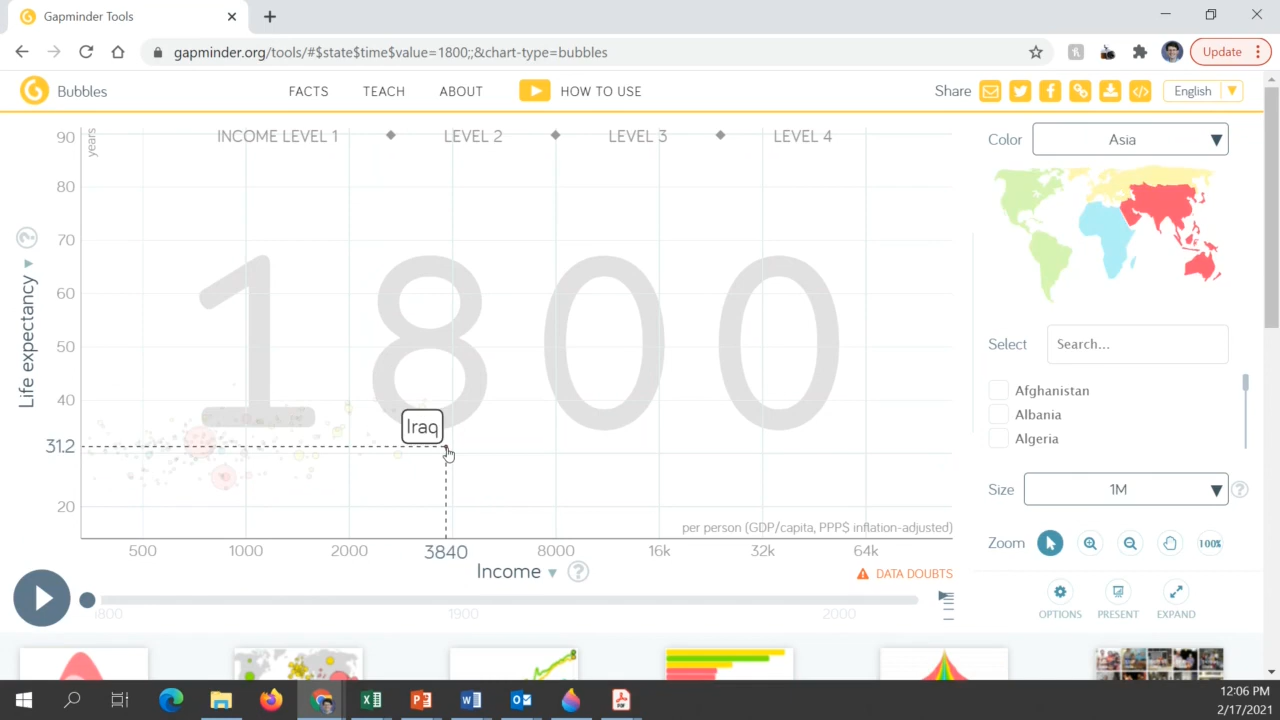 Gapminder Tools
gapminder.org/tools/#$state$time$value=1800;;&chart-type=bubbles
Update
Bubbles
FACTS
TEACH
ABOUT
HOW TO USE
Share
English
90
80
70
60
50
40
31.2
20
years
Life expectancy
INCOME LEVEL 1
LEVEL 2
LEVEL 3
LEVEL 4
1800
Iraq
per person (GDP/capita, PPP$ inflation-adjusted)
500
1000
2000
3840
8000
16k
32k
64k
Income
?
DATA DOUBTS
1800
1900
2000
Color
Asia
Select
Search...
Afghanistan
Albania
Algeria
Size
1M
?
Zoom
100%
OPTIONS
PRESENT
EXPAND
12:06 PM
2/17/2021